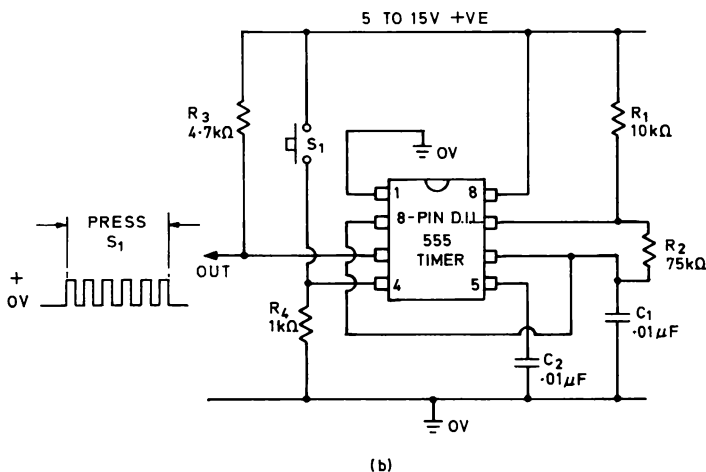 5 TO 15V +VE
R3
4·7kΩ
S1
0V
R1
10kΩ
1
8
8-PIN D.I.L
555
TIMER
4
5
R2
75kΩ
PRESS
S1
+
0V
OUT
R4
1kΩ
C1
·01µF
C2
·01µF
0V
(b)